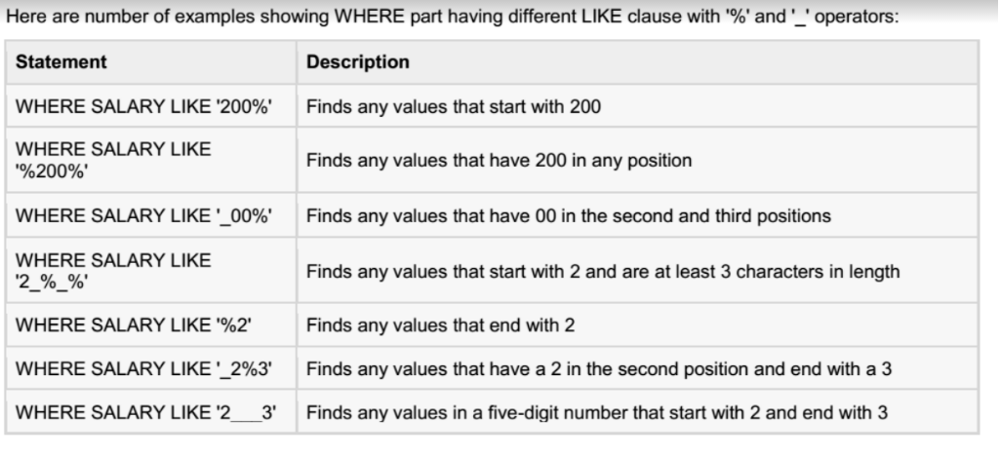 Here are number of examples showing WHERE part having different LIKE clause with '%' and '_' operators:
Statement Description
WHERE SALARY LIKE '200%' Finds any values that start with 200
WHERE SALARY LIKE
'%200%' Finds any values that have 200 in any position
WHERE SALARY LIKE '_00%' Finds any values that have 00 in the second and third positions
WHERE SALARY LIKE
'2_%_%' Finds any values that start with 2 and are at least 3 characters in length
WHERE SALARY LIKE '%2' Finds any values that end with 2
WHERE SALARY LIKE '_2%3' Finds any values that have a 2 in the second position and end with a 3
WHERE SALARY LIKE '2___3' Finds any values in a five-digit number that start with 2 and end with 3